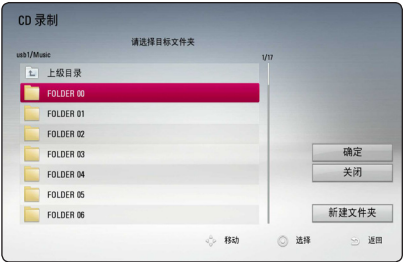 CD 录制
请选择目标文件夹
usb1/Music
1/17
上级目录
FOLDER 00
FOLDER 01
FOLDER 02
FOLDER 03
FOLDER 04
FOLDER 05
FOLDER 06
确定
关闭
新建文件夹
移动 选择 返回